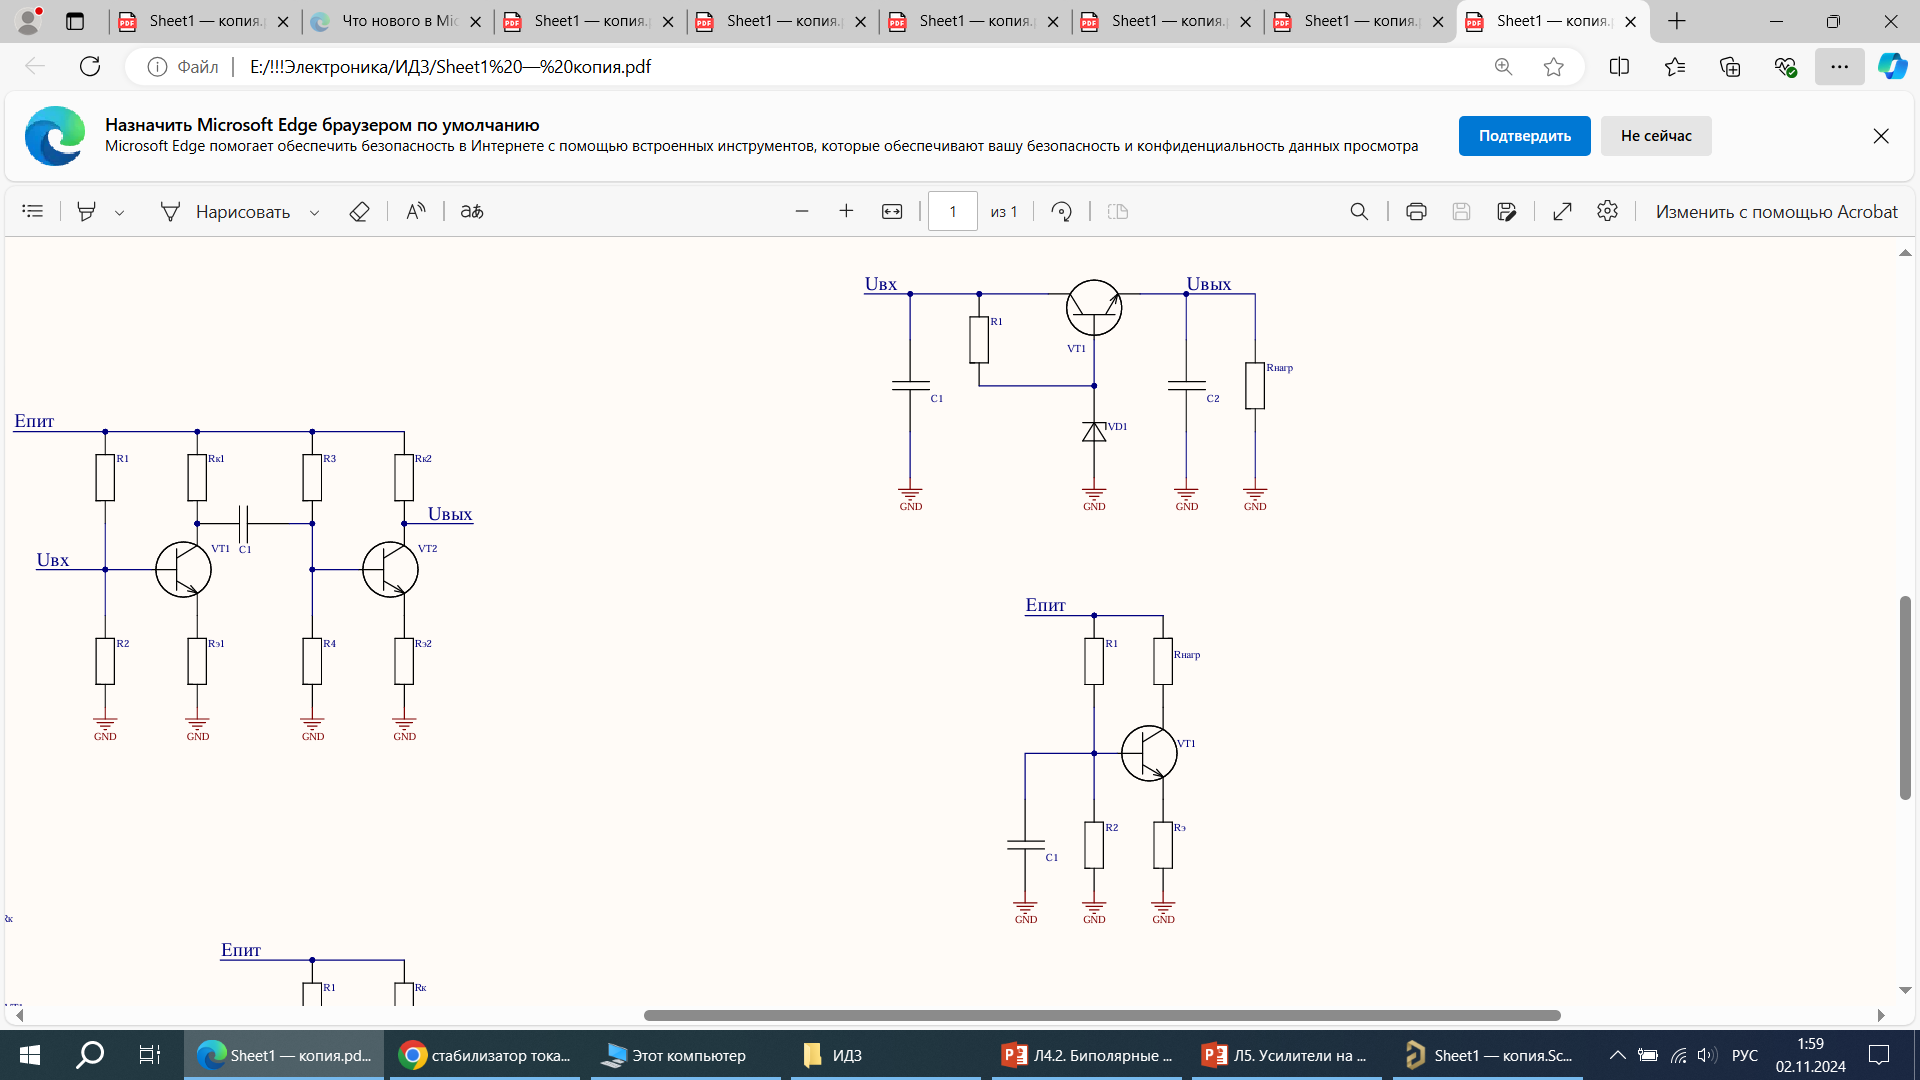 Sheet1 — копия.p
Что нового в Mic
Sheet1 — копия.p
Sheet1 — копия.p
Sheet1 — копия.p
Sheet1 — копия.p
Sheet1 — копия.p
Sheet1 — копия.p
Файл
E:/!!!Электроника/ИДЗ/Sheet1%20—%20копия.pdf
Назначить Microsoft Edge браузером по умолчанию
Microsoft Edge помогает обеспечить безопасность в Интернете с помощью встроенных инструментов, которые обеспечивают вашу безопасность и конфиденциальность данных просмотра
Подтвердить
Не сейчас
Нарисовать
аあ
1
из 1
Изменить с помощью Acrobat
Uвх
Uвых
R1
VT1
Rнагр
C1
C2
VD1
GND
GND
GND
GND
Eпит
R1
Rк1
R3
Rк2
Uвых
VT1
C1
VT2
Uвх
R2
Rэ1
R4
Rэ2
GND
GND
GND
GND
Eпит
R1
Rнагр
VT1
R2
Rэ
C1
GND
GND
GND
Rк
Eпит
R1
Rк
VT1
Sheet1 — копия.pd...
стабилизатор тока...
Этот компьютер
ИДЗ
Л4.2. Биполярные ...
Л5. Усилители на ...
Sheet1 — копия.Sc...
РУС
1:59
02.11.2024